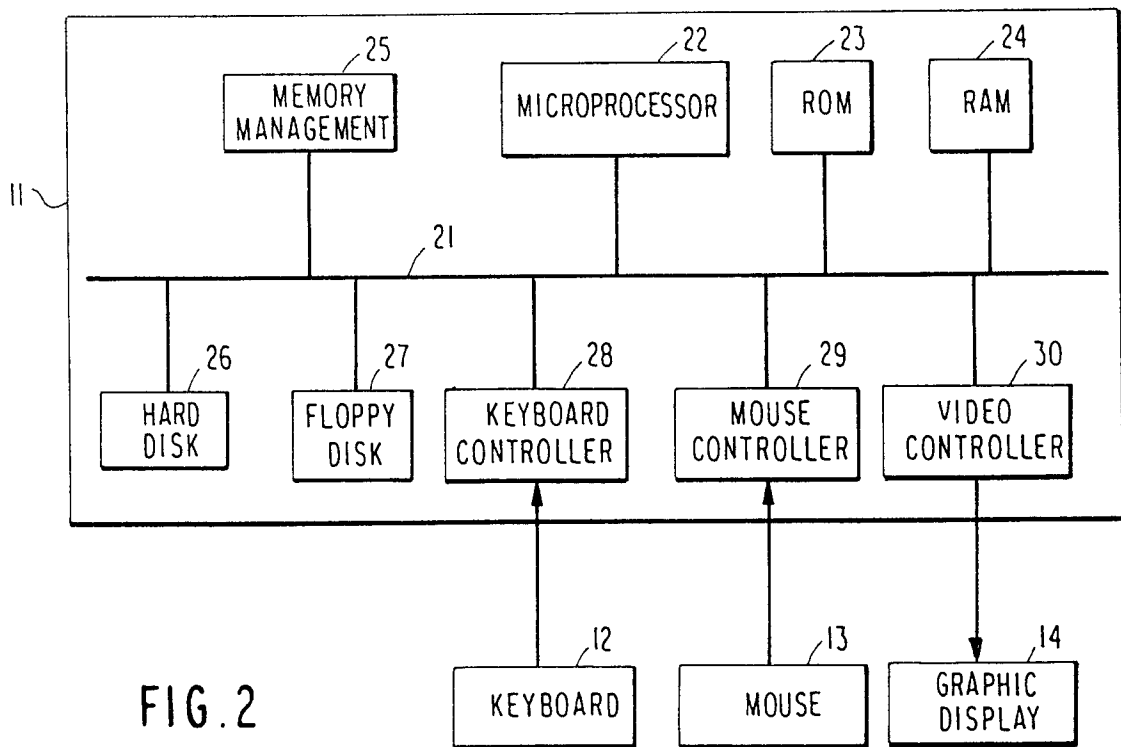 25
MEMORY
MANAGEMENT
22
MICROPROCESSOR
23
ROM
24
RAM
11
21
26
HARD
DISK
27
FLOPPY
DISK
28
KEYBOARD
CONTROLLER
29
MOUSE
CONTROLLER
30
VIDEO
CONTROLLER
12
KEYBOARD
13
MOUSE
14
GRAPHIC
DISPLAY
FIG.2